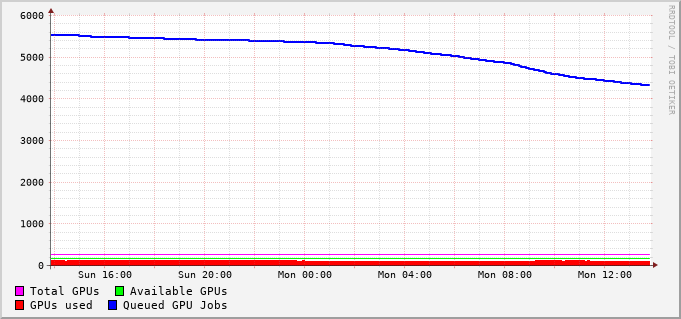 6000
5000
4000
3000
2000
1000
0
Sun 16:00 Sun 20:00 Mon 00:00 Mon 04:00 Mon 08:00 Mon 12:00
Total GPUs Available GPUs
GPUs used Queued GPU Jobs
RRDTOOL / TOBI OETIKER